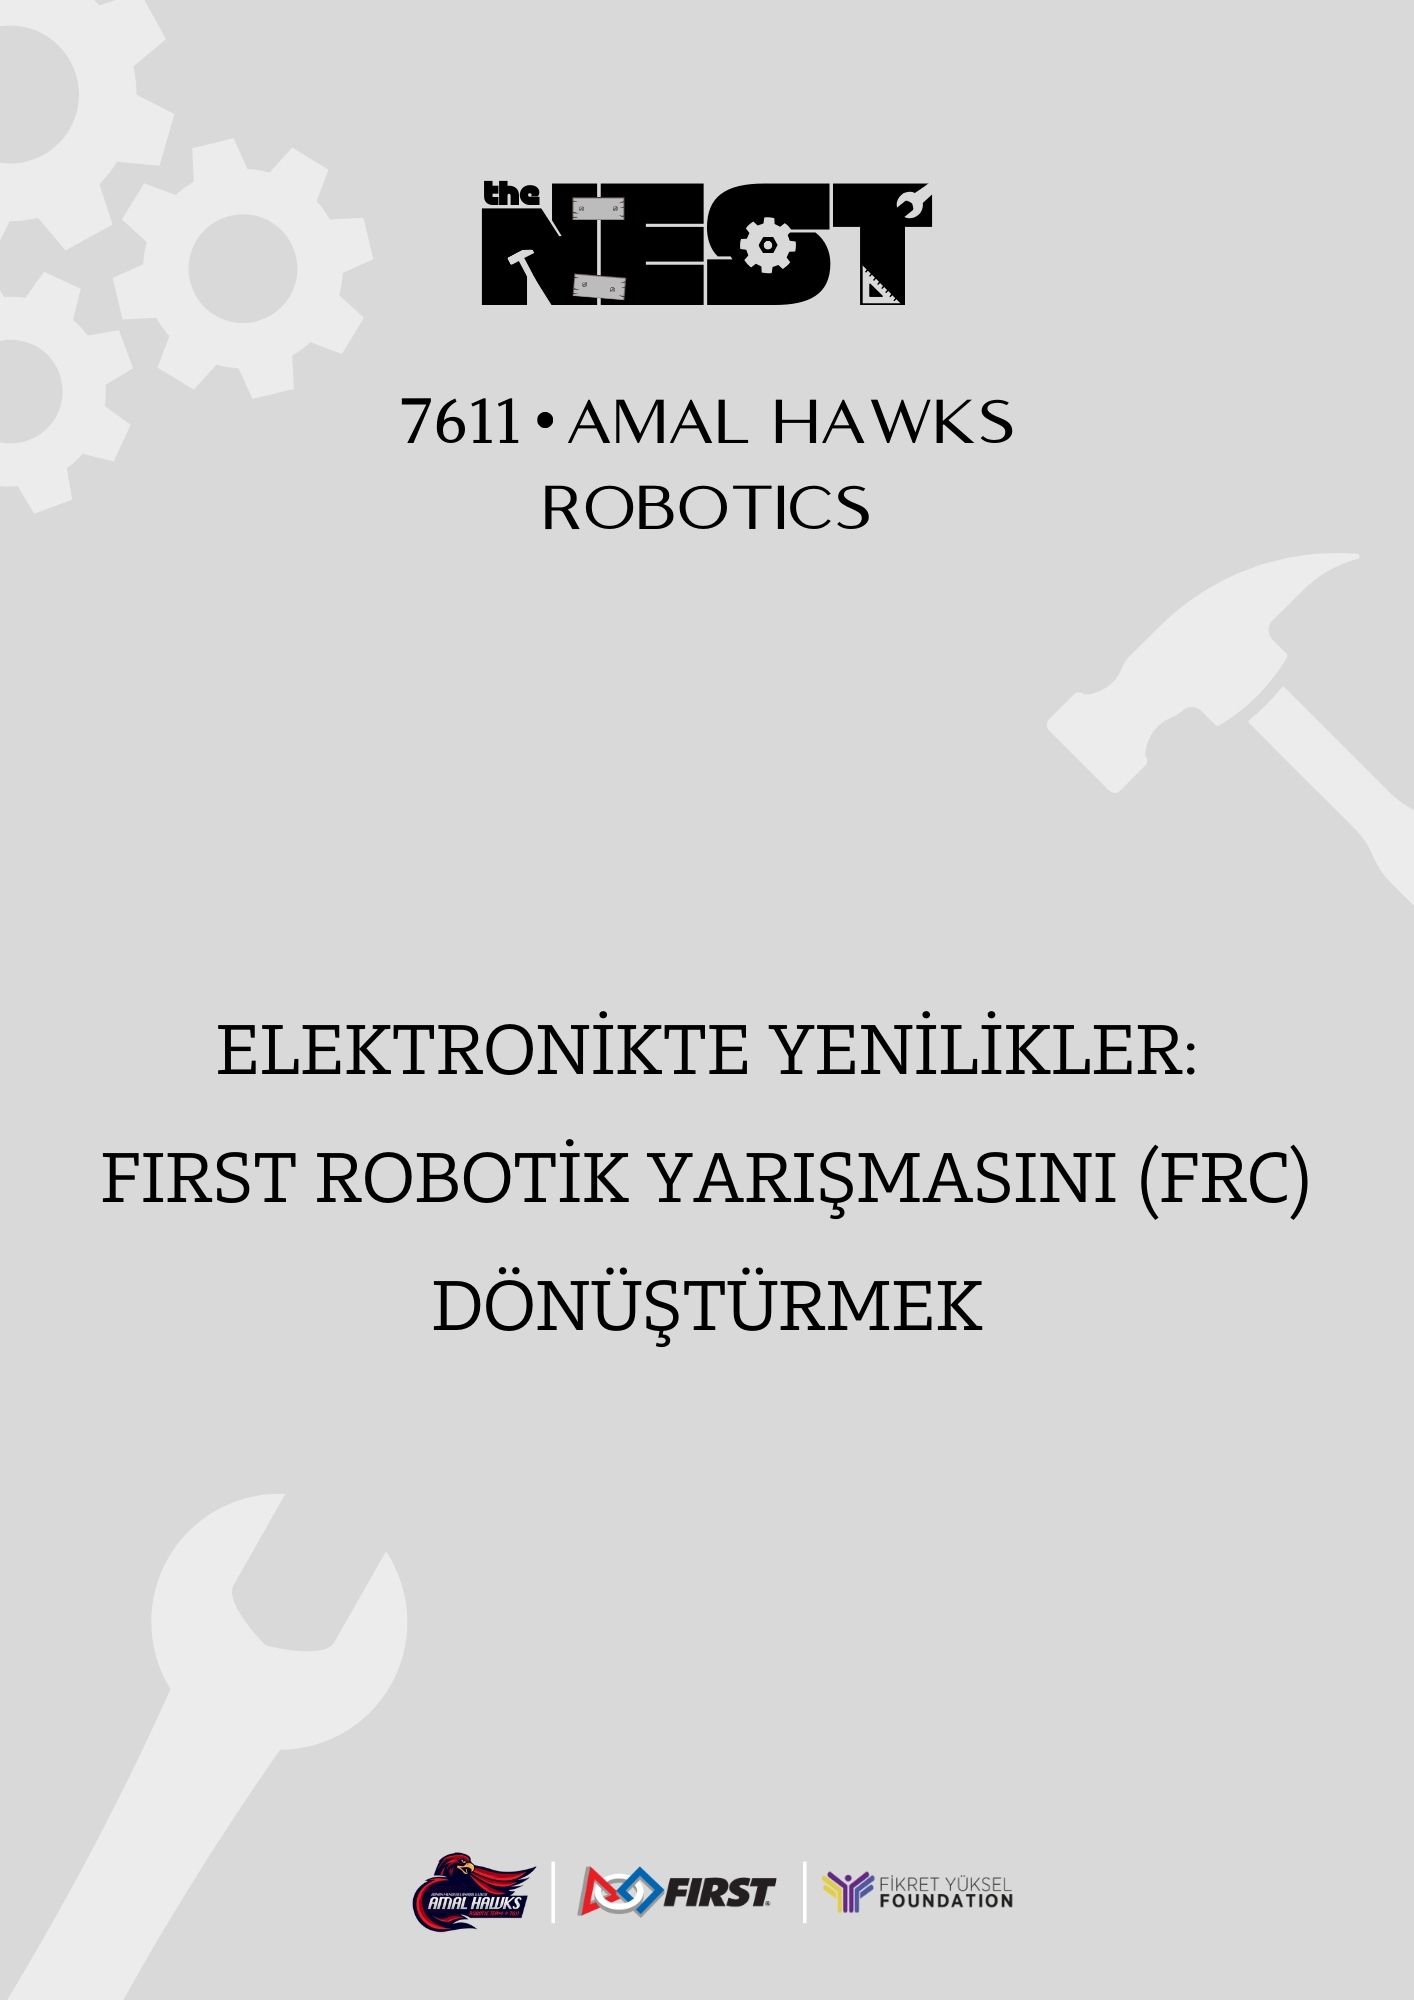 the
NEST
7611 • AMAL HAWKS
ROBOTICS
ELEKTRONİKTE YENİLİKLER:
FIRST ROBOTİK YARIŞMASINI (FRC)
DÖNÜŞTÜRMEK
AMAL HAWKS
FIRST
FİKRET YÜKSEL
FOUNDATION